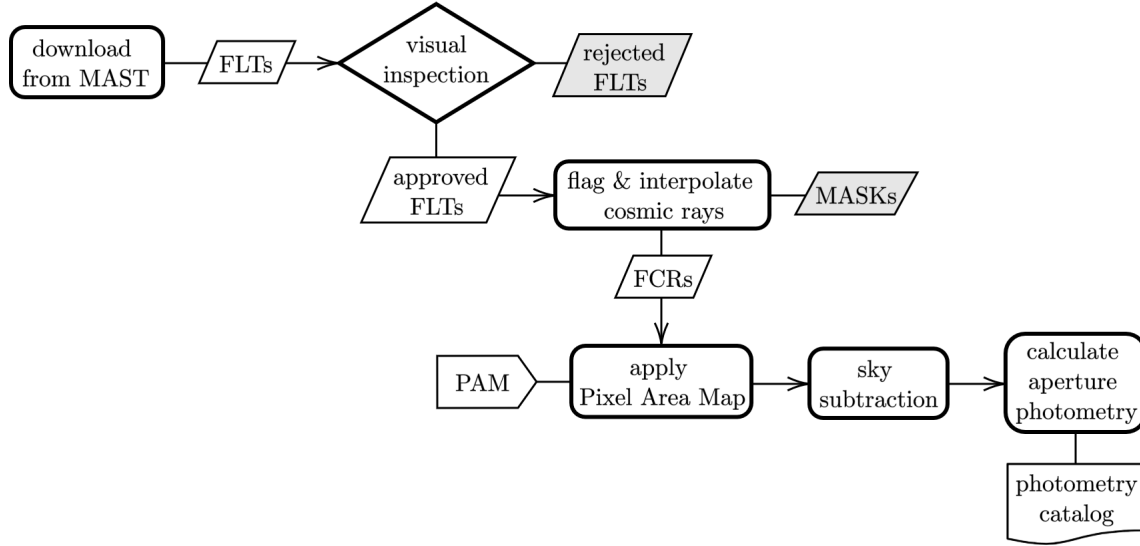 download
from MAST
FLTs
visual
inspection
rejected
FLTs
approved
FLTs
flag & interpolate
cosmic rays
MASKs
FCRs
PAM
apply
Pixel Area Map
sky
subtraction
calculate
aperture
photometry
photometry
catalog